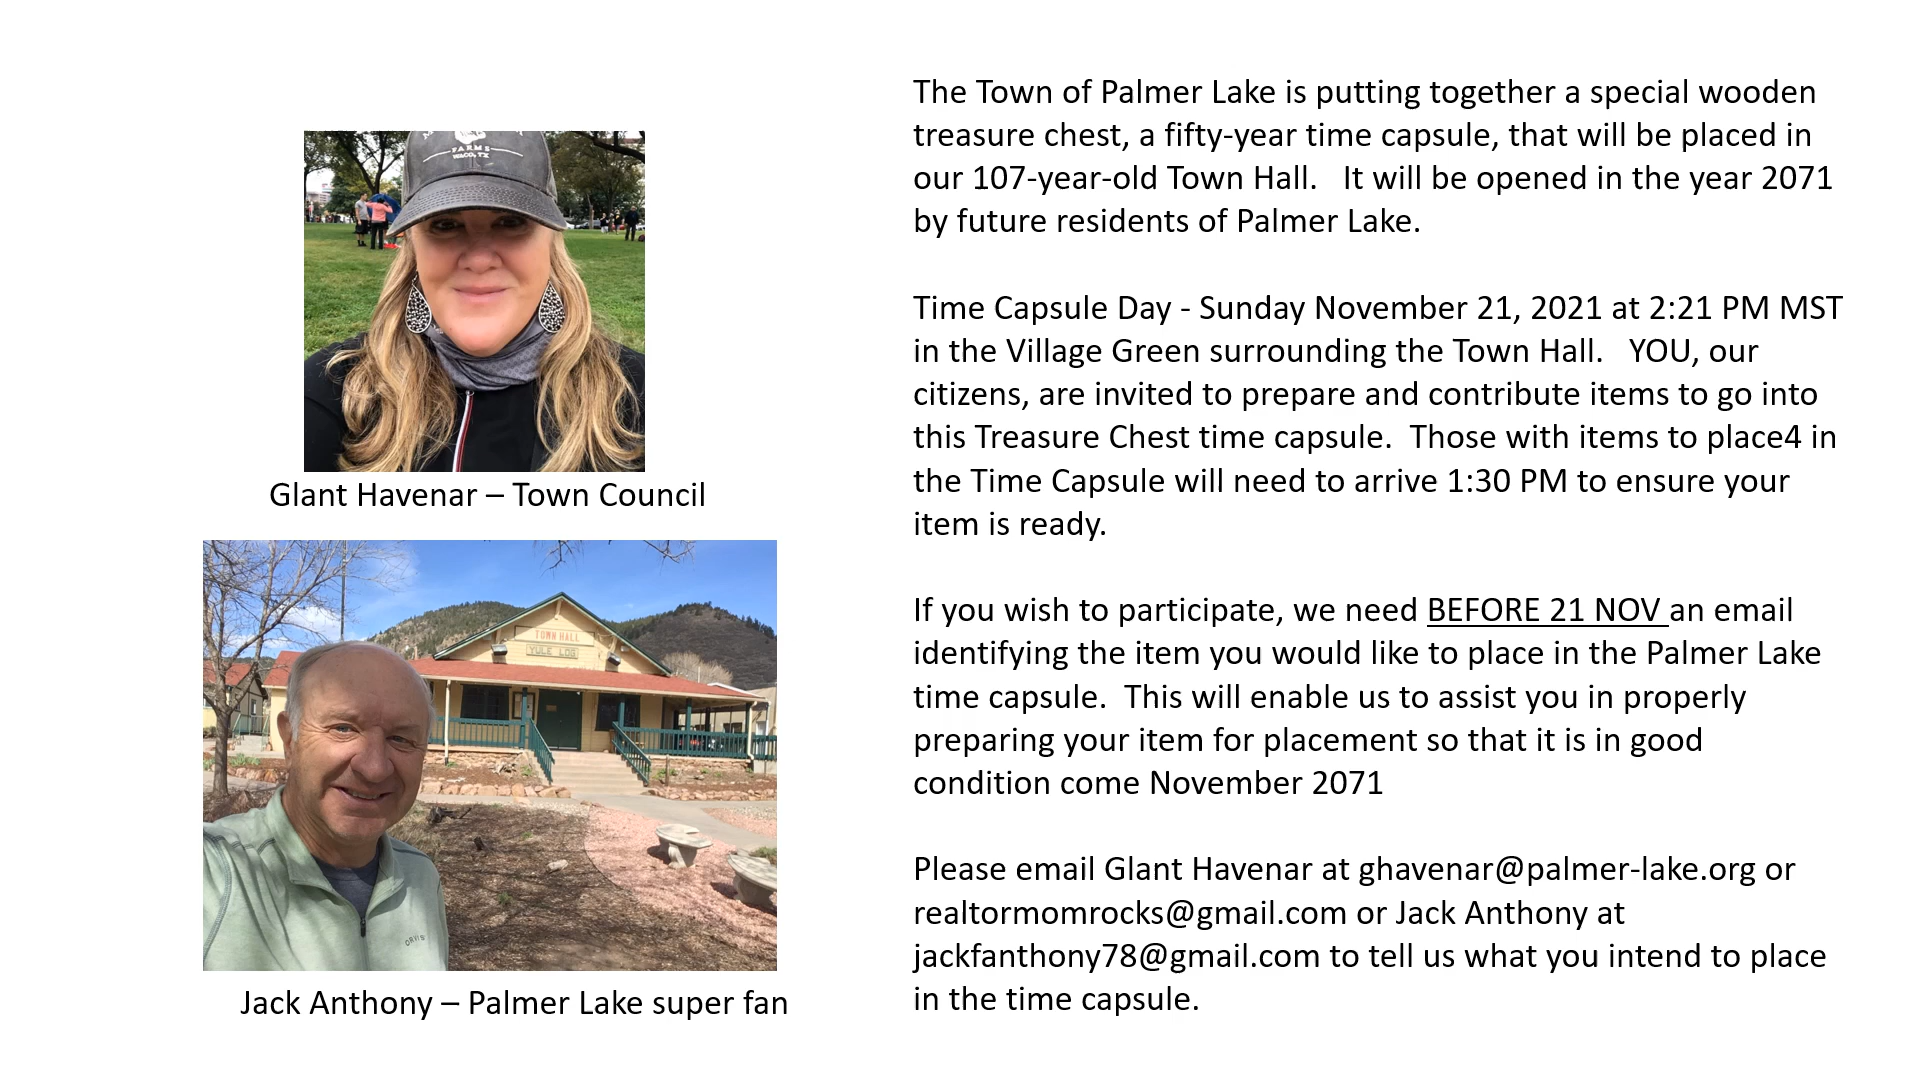 FARMS
WACO, TX
Glant Havenar – Town Council
TOWN HALL
YULE LOG
ORVIS
Jack Anthony – Palmer Lake super fan
The Town of Palmer Lake is putting together a special wooden
treasure chest, a fifty-year time capsule, that will be placed in
our 107-year-old Town Hall.   It will be opened in the year 2071
by future residents of Palmer Lake.
Time Capsule Day - Sunday November 21, 2021 at 2:21 PM MST
in the Village Green surrounding the Town Hall.   YOU, our
citizens, are invited to prepare and contribute items to go into
this Treasure Chest time capsule.  Those with items to place4 in
the Time Capsule will need to arrive 1:30 PM to ensure your
item is ready.
If you wish to participate, we need BEFORE 21 NOV an email
identifying the item you would like to place in the Palmer Lake
time capsule.  This will enable us to assist you in properly
preparing your item for placement so that it is in good
condition come November 2071
Please email Glant Havenar at ghavenar@palmer-lake.org or
realtormomrocks@gmail.com or Jack Anthony at
jackfanthony78@gmail.com to tell us what you intend to place
in the time capsule.